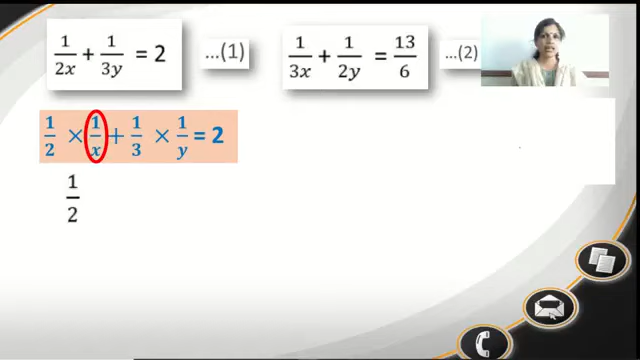 1/2x + 1/3y = 2 ...(1)
1/3x + 1/2y = 13/6 ...(2)
1/2 × 1/x + 1/3 × 1/y = 2
1/2